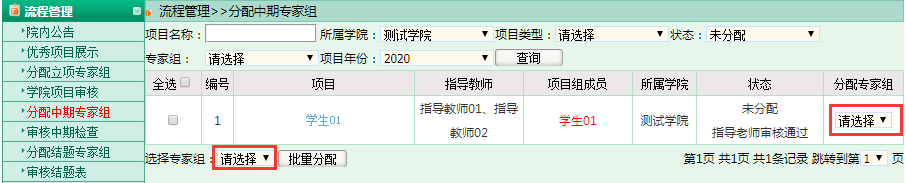 流程管理
院内公告
优秀项目展示
分配立项专家组
学院项目审核
分配中期专家组
审核中期检查
分配结题专家组
审核结题表
流程管理>>分配中期专家组
项目名称： 所属学院： 测试学院 项目类型： 请选择 状态： 未分配
专家组： 请选择 项目年份： 2020 查询
全选 编号 项目 指导教师 项目组成员 所属学院 状态 分配专家组
1 学生01 指导教师01、指导教师02 学生01 测试学院 未分配 指导老师审核通过 请选择
选择专家组： 请选择 批量分配 第1页 共1页 共1条记录 跳转到第 1 页